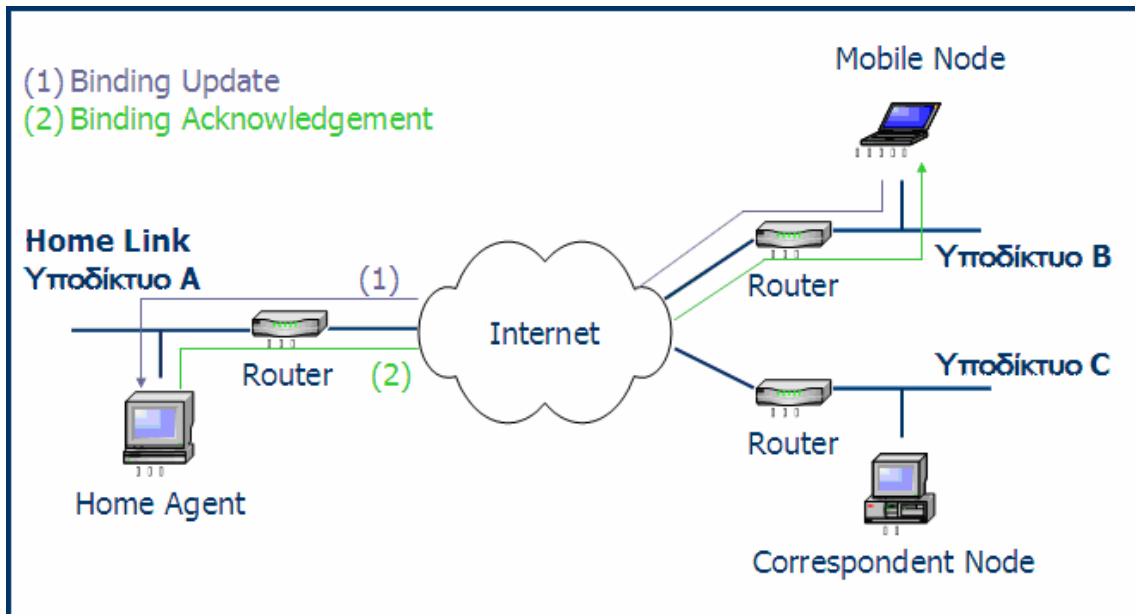 (1) Binding Update
(2) Binding Acknowledgement
Mobile Node
Home Link
Υποδίκτυο A
(1)
Router
Υποδίκτυο B
Internet
Router
(2)
Υποδίκτυο C
Router
Home Agent
Correspondent Node